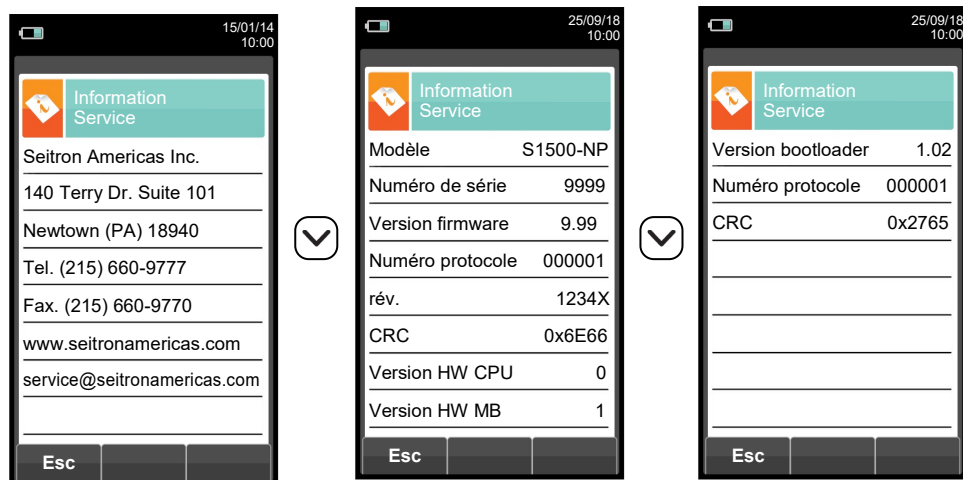 15/01/14
10:00
Information
Service
Seitron Americas Inc.
140 Terry Dr. Suite 101
Newtown (PA) 18940
Tel. (215) 660-9777
Fax. (215) 660-9770
www.seitronamericas.com
service@seitronamericas.com
Esc
25/09/18
10:00
Information
Service
Modèle S1500-NP
Numéro de série 9999
Version firmware 9.99
Numéro protocole 000001
rév. 1234X
CRC 0x6E66
Version HW CPU 0
Version HW MB 1
Esc
25/09/18
10:00
Information
Service
Version bootloader 1.02
Numéro protocole 000001
CRC 0x2765
Esc